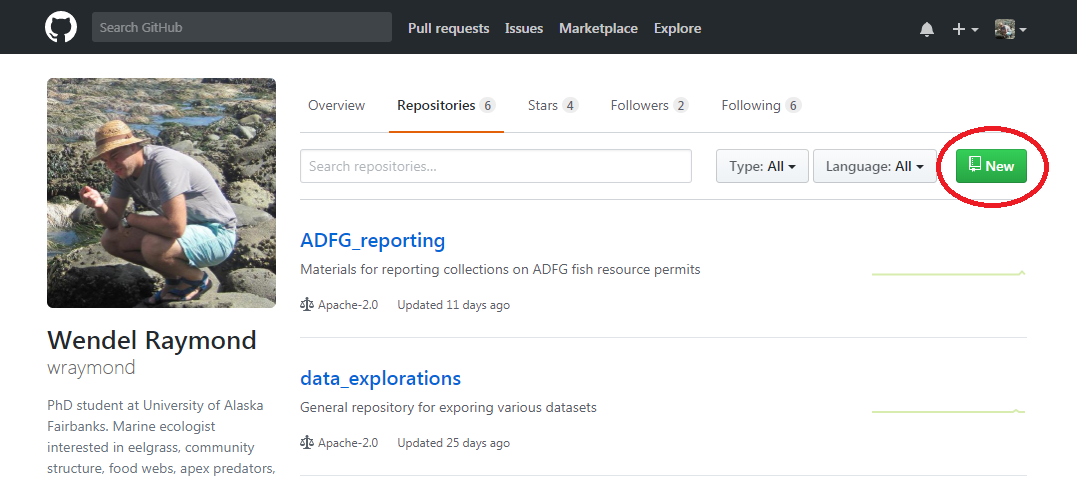 Search GitHub Pull requests Issues Marketplace Explore
Overview Repositories 6 Stars 4 Followers 2 Following 6
Search repositories... Type: All Language: All New
ADFG_reporting
Materials for reporting collections on ADFG fish resource permits
Apache-2.0 Updated 11 days ago
data_explorations
General repository for exporing various datasets
Apache-2.0 Updated 25 days ago
Wendel Raymond
wraymond
PhD student at University of Alaska
Fairbanks. Marine ecologist
interested in eelgrass, community
structure, food webs, apex predators,